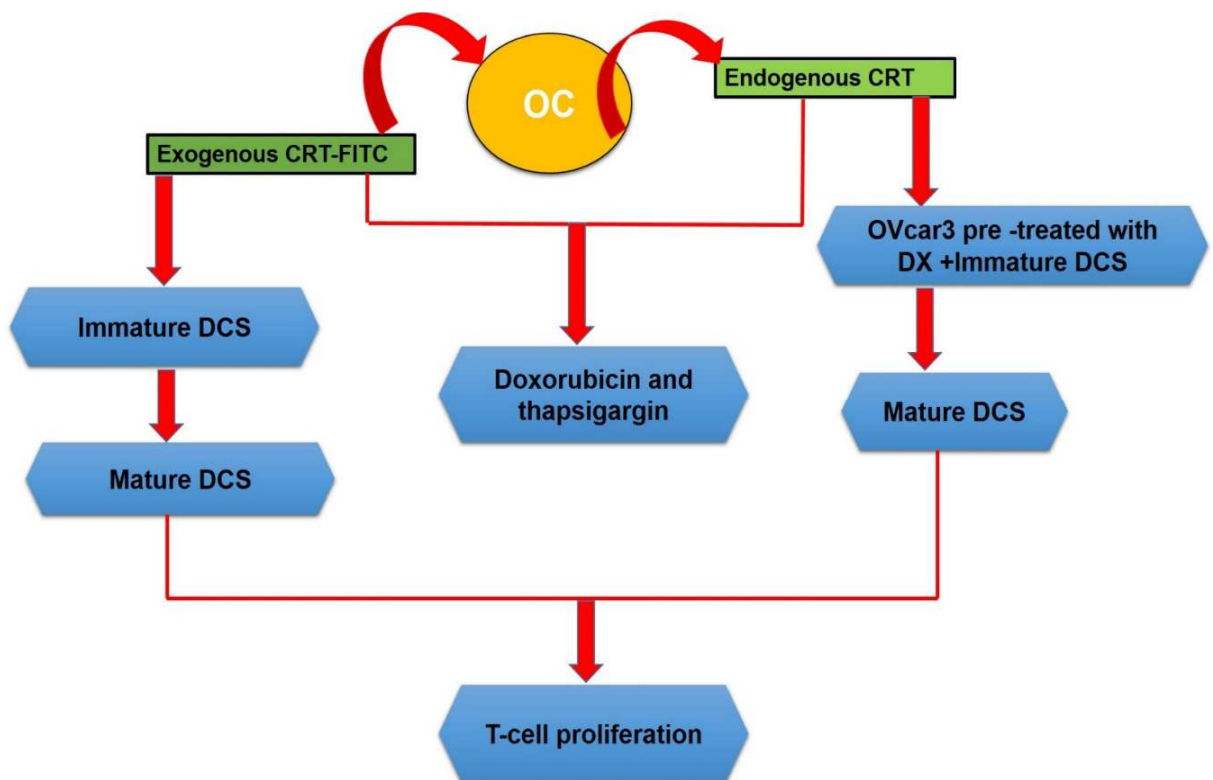 OC
Endogenous CRT
Exogenous CRT-FITC
OVcar3 pre -treated with
DX +Immature DCS
Immature DCS
Doxorubicin and
thapsigargin
Mature DCS
Mature DCS
T-cell proliferation